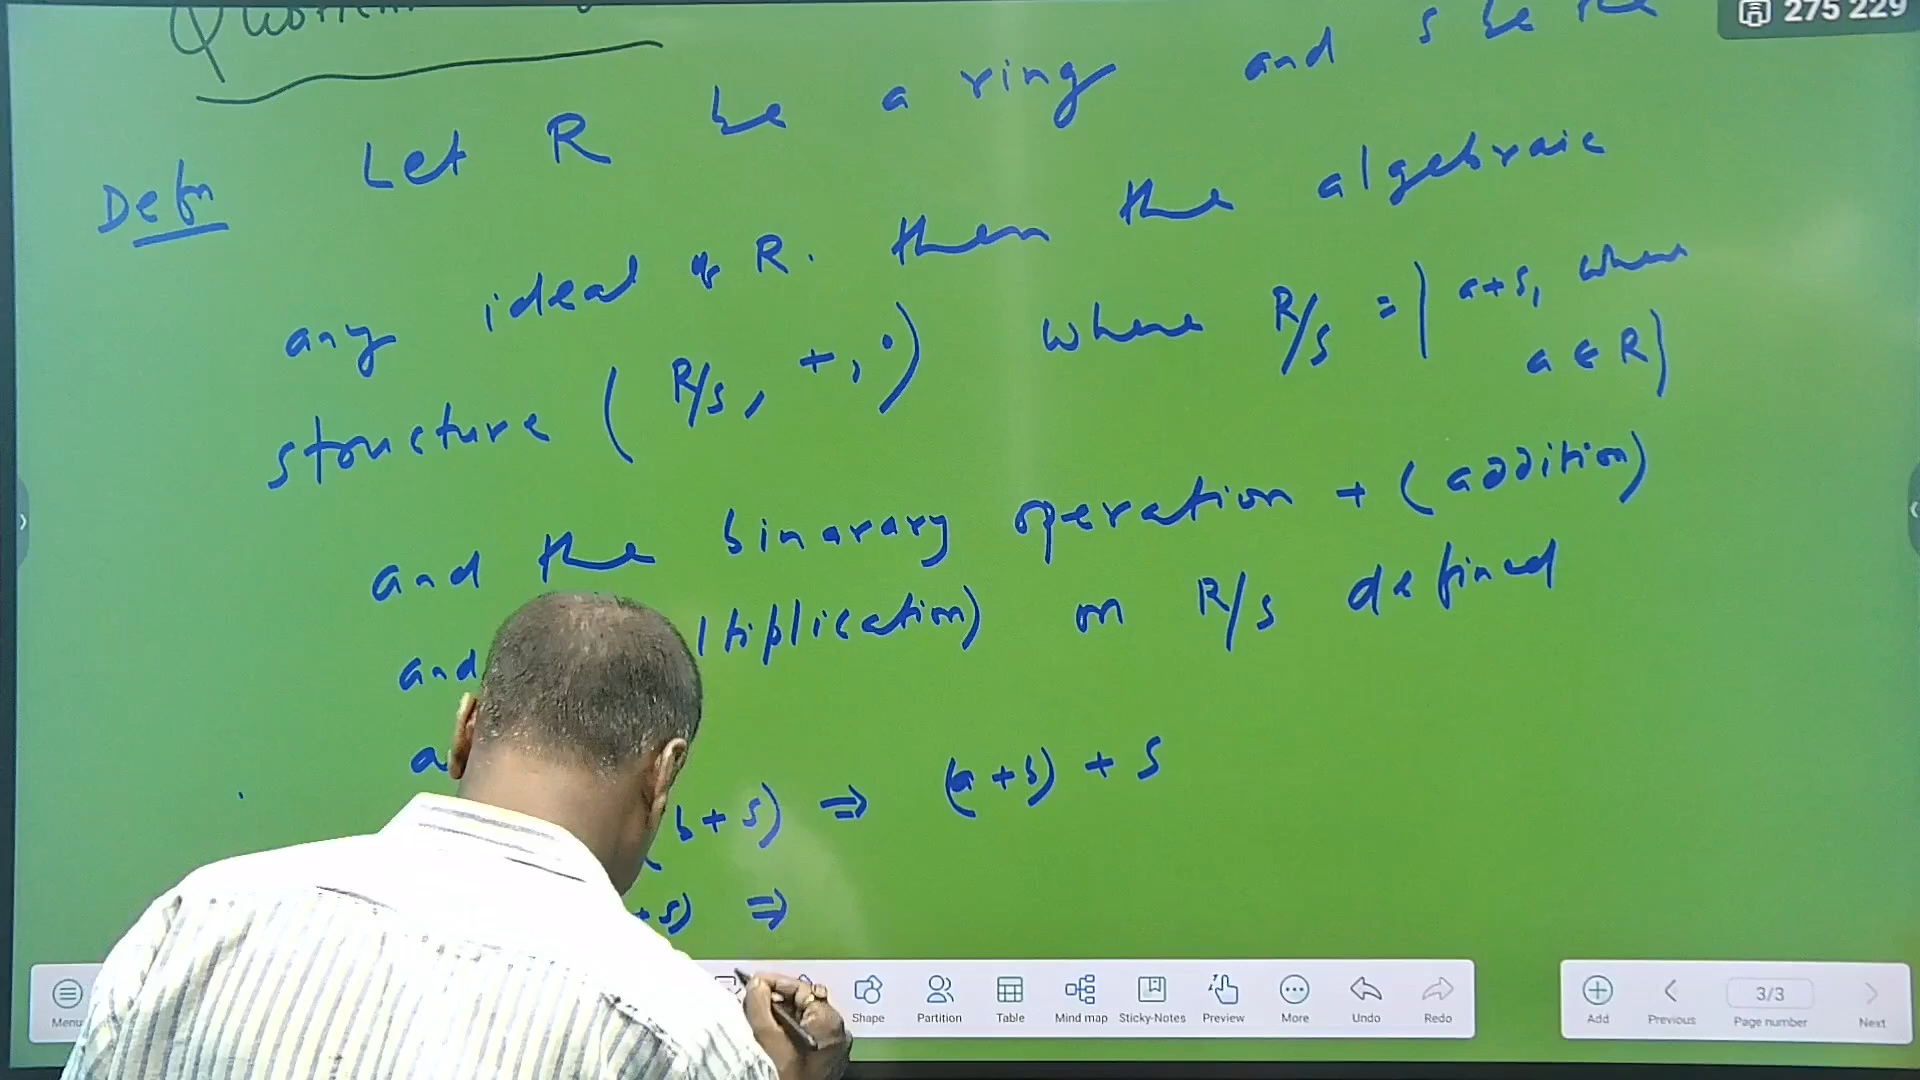 275 229
Defn Let R be a ring and S be the
any ideal of R. then the algebraic
structure ( R/S, +, ·) where R/S = { a+S, where
a ∈ R}
and the binarary operation + (addition)
and ltiplication) on R/S defined
a
b+S) ⇒ (a+b) + S
+S) ⇒
Menu
Shape
Partition
Table
Mind map
Sticky-Notes
Preview
More
Undo
Redo
Add
Previous
3/3
Page number
Next